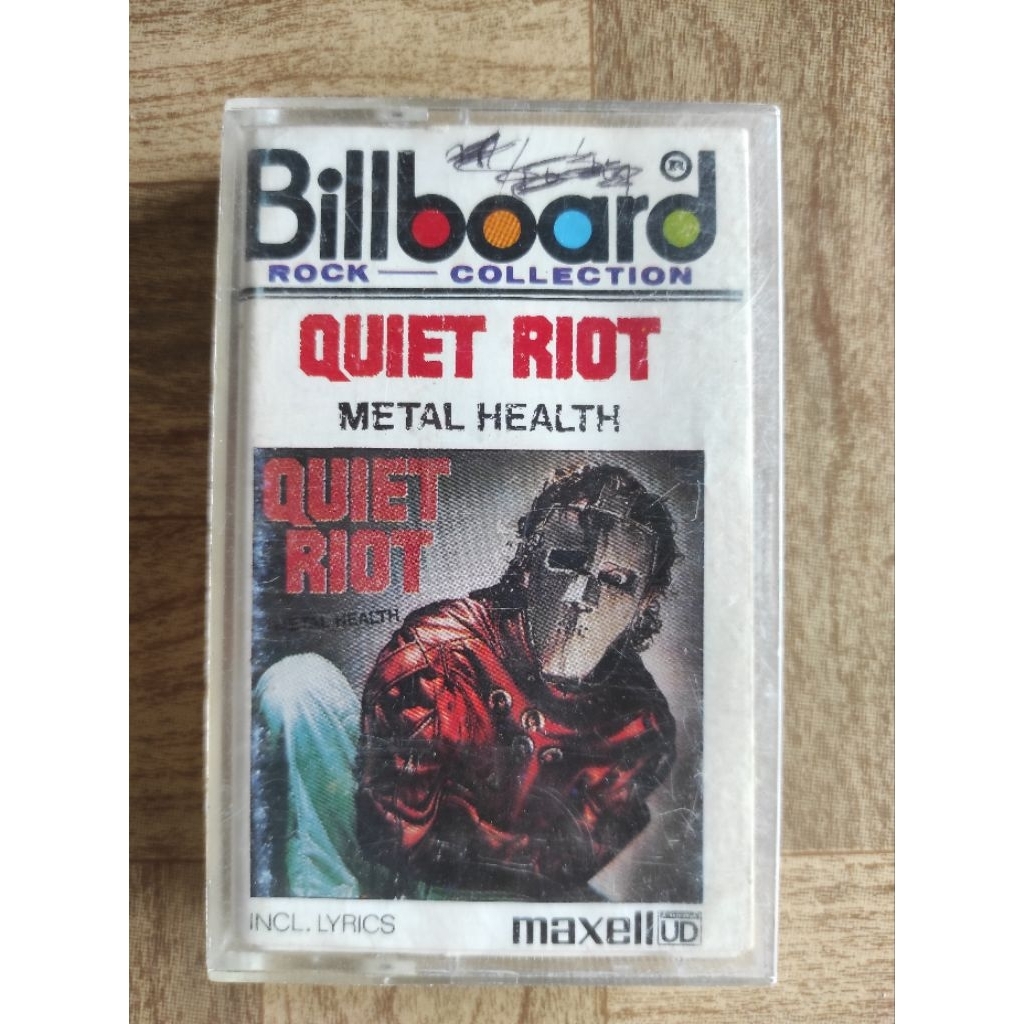 Billboard
ROCK — COLLECTION
QUIET RIOT
METAL HEALTH
QUIET
RIOT
METAL HEALTH
INCL. LYRICS
maxell UD